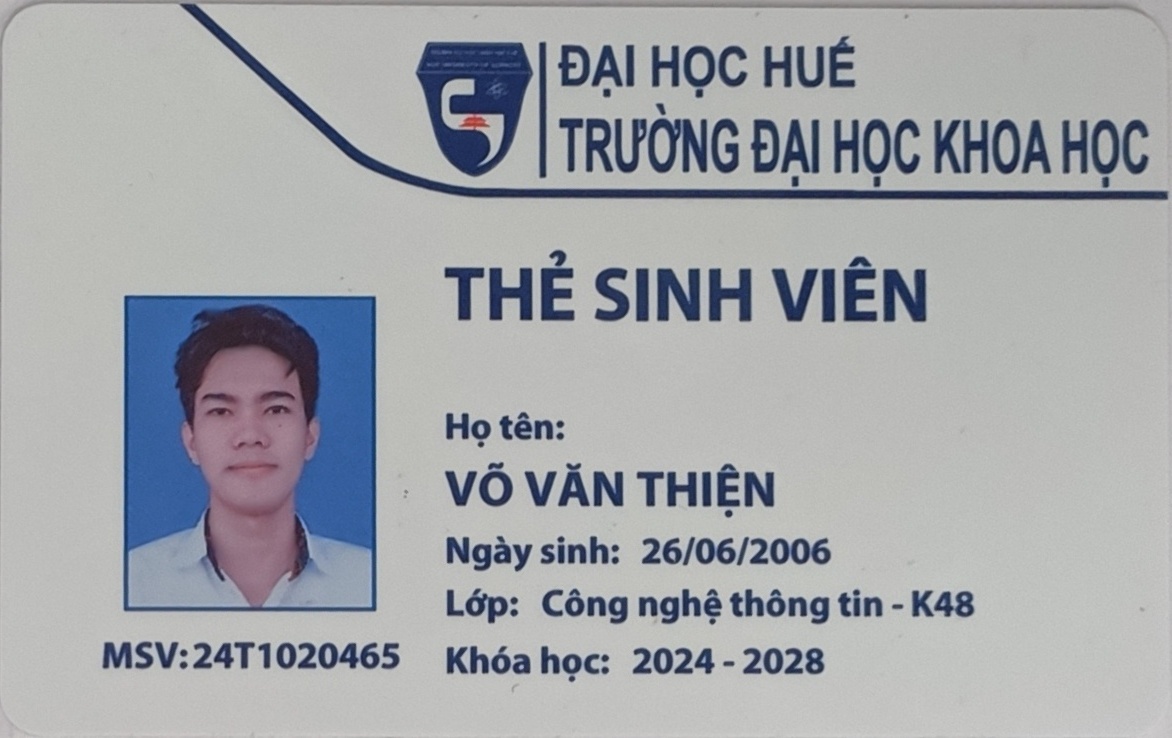 ĐẠI HỌC HUẾ
TRƯỜNG ĐẠI HỌC KHOA HỌC
THẺ SINH VIÊN
Họ tên:
VÕ VĂN THIỆN
Ngày sinh: 26/06/2006
Lớp: Công nghệ thông tin - K48
Khóa học: 2024 - 2028
MSV:24T1020465